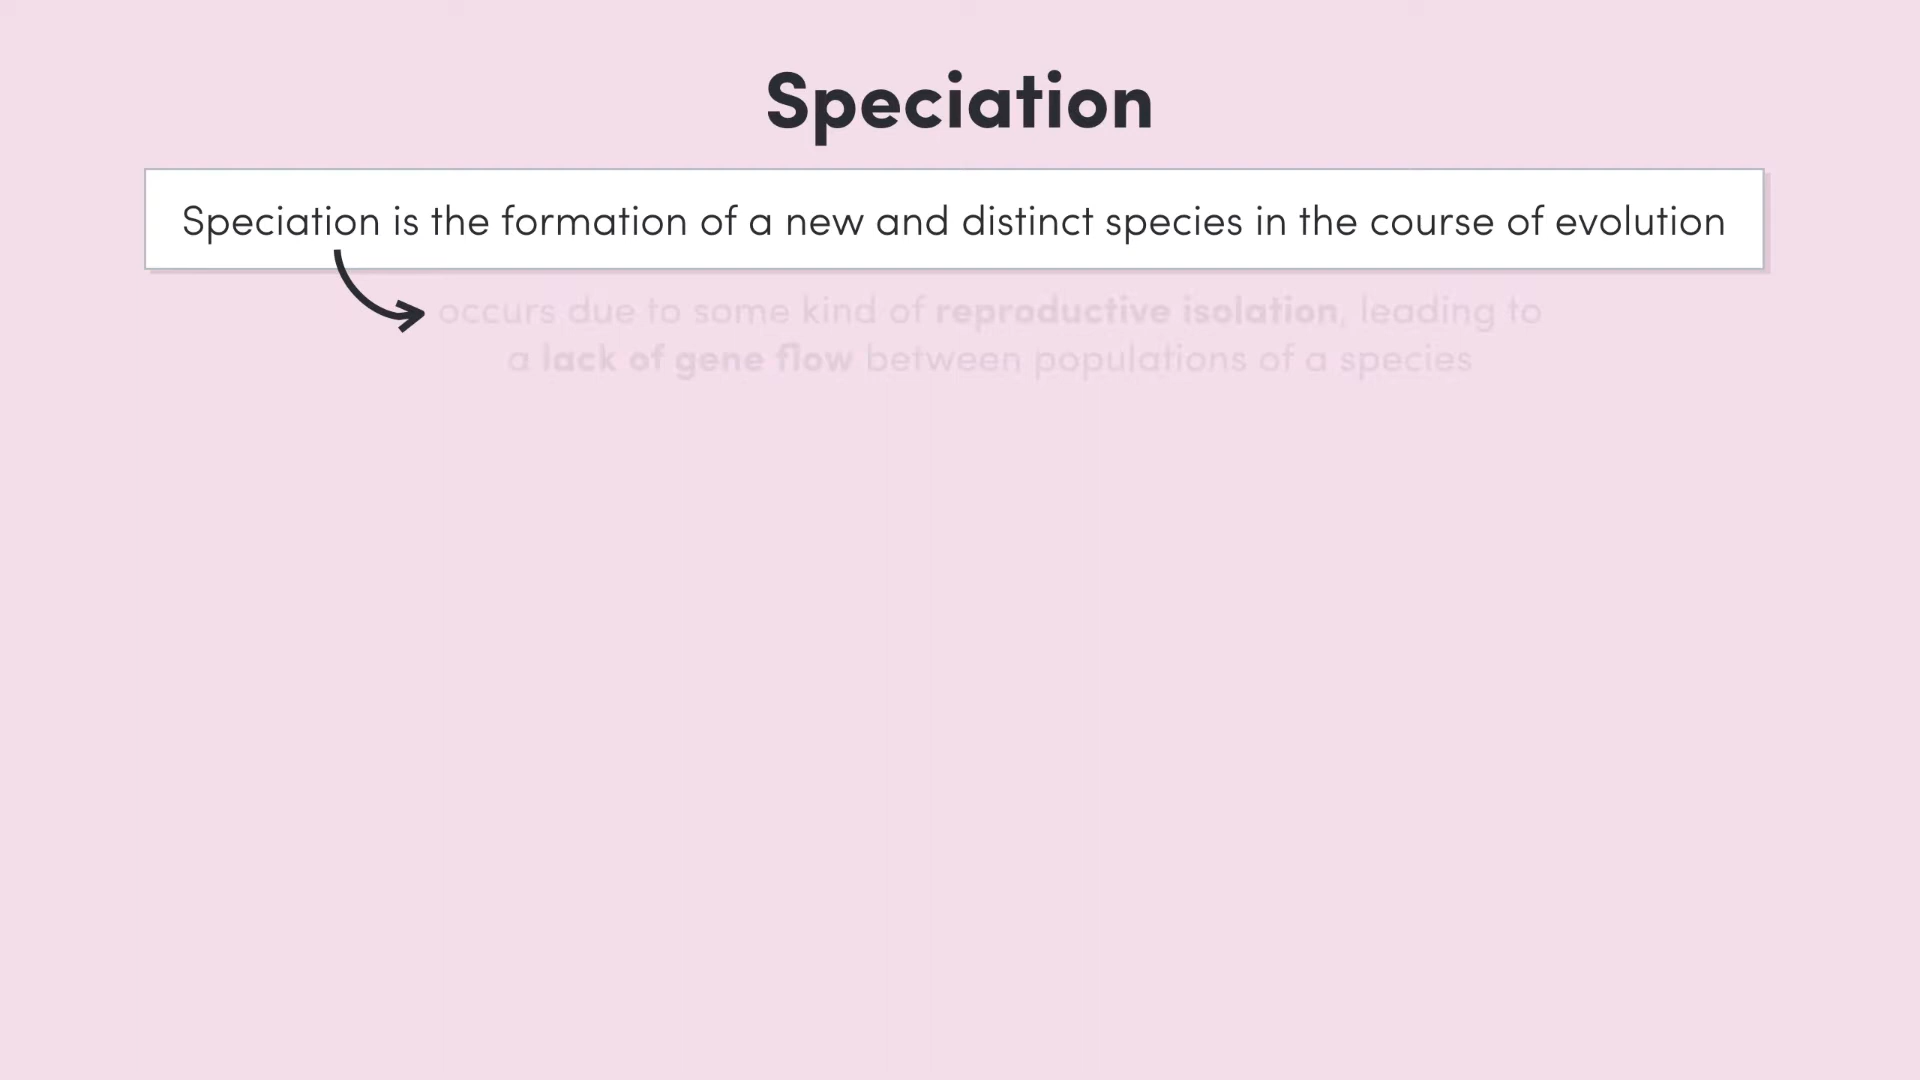 Speciation
Speciation is the formation of a new and distinct species in the course of evolution
occurs due to some kind of reproductive isolation, leading to
a lack of gene flow between populations of a species